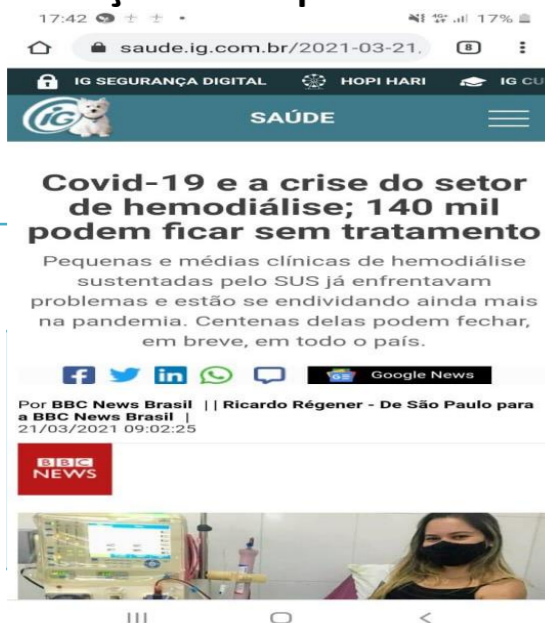 17:42
17%
saude.ig.com.br/2021-03-21,
8
IG SEGURANÇA DIGITAL HOPI HARI IG CU
iG SAÚDE
Covid-19 e a crise do setor
de hemodiálise; 140 mil
podem ficar sem tratamento
Pequenas e médias clínicas de hemodiálise
sustentadas pelo SUS já enfrentavam
problemas e estão se endividando ainda mais
na pandemia. Centenas delas podem fechar,
em breve, em todo o país.
f in Google News
Por BBC News Brasil || Ricardo Régener - De São Paulo para
a BBC News Brasil |
21/03/2021 09:02:25
BBC
NEWS